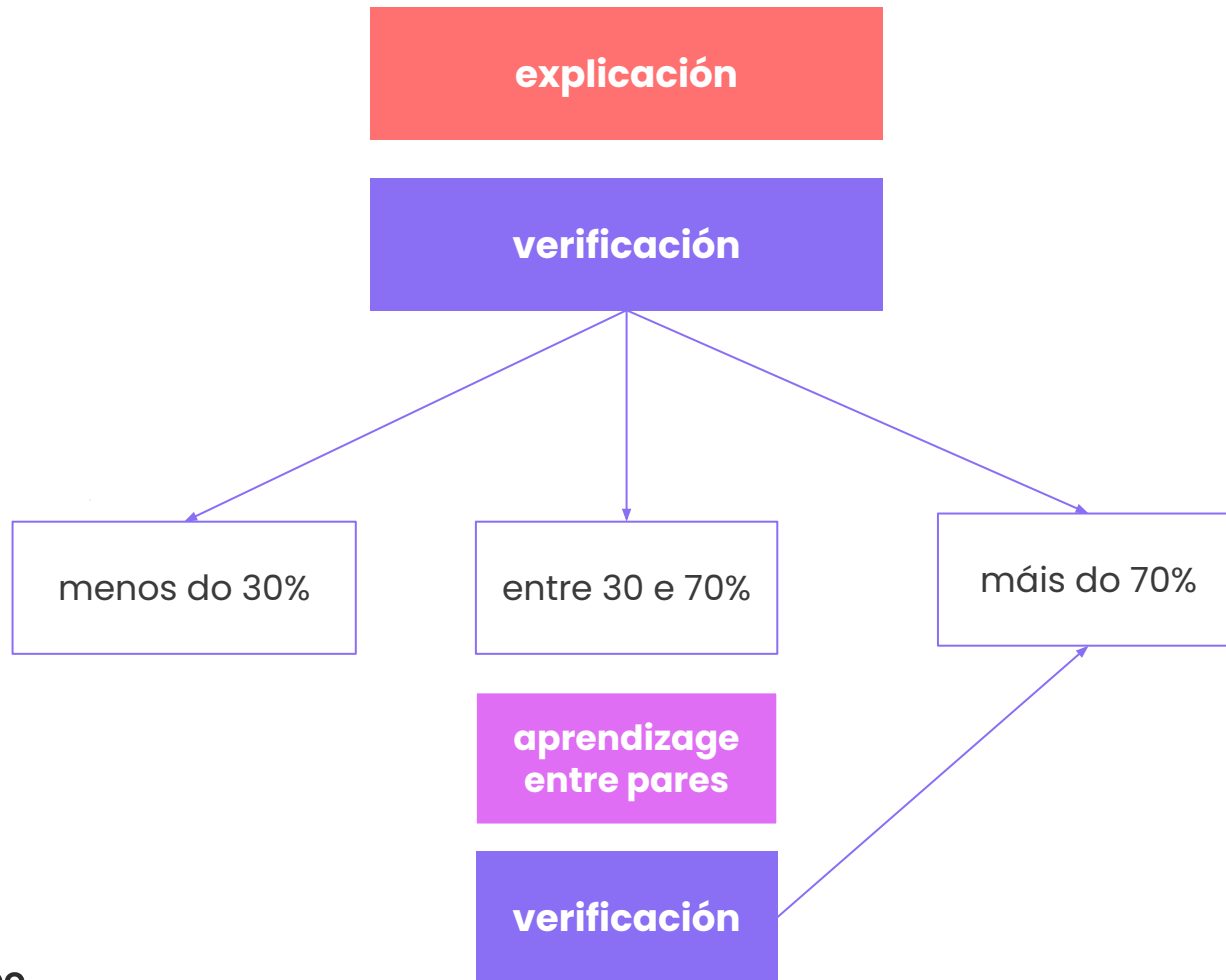 explicación
verificación
menos do 30%
entre 30 e 70%
máis do 70%
aprendizage
entre pares
verificación